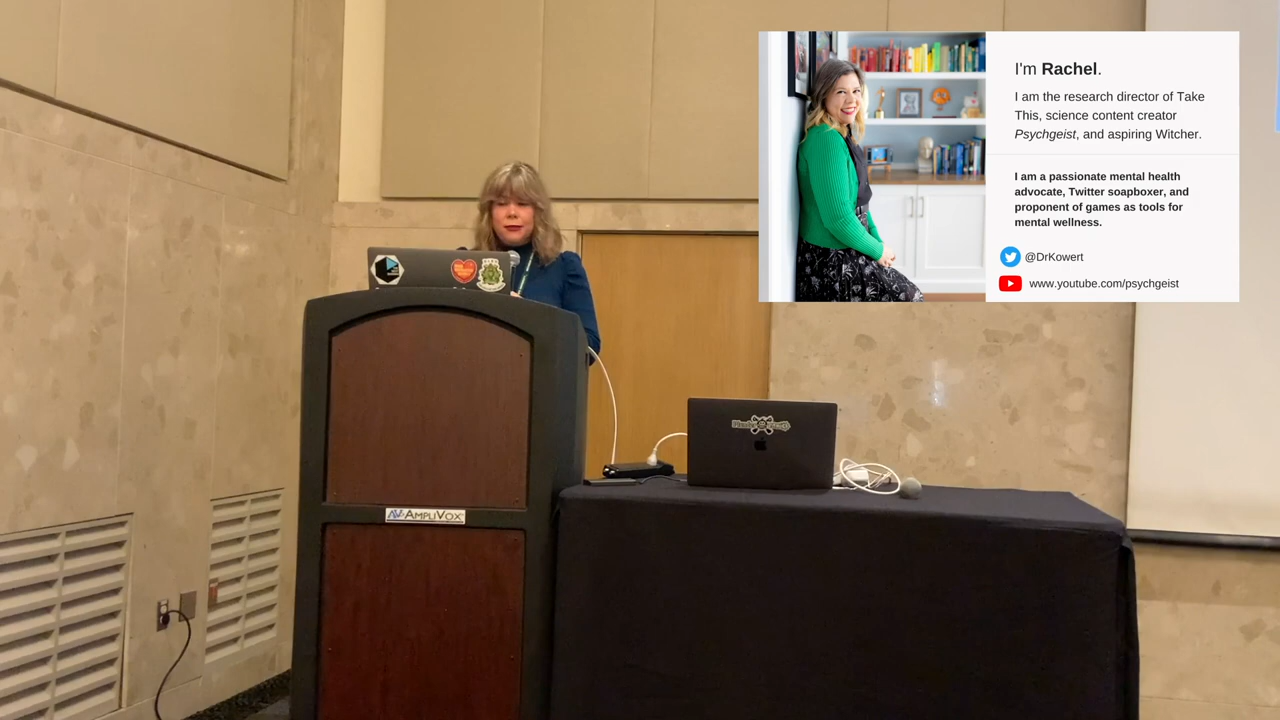 I'm Rachel.
I am the research director of Take
This, science content creator
Psychgeist, and aspiring Witcher.
I am a passionate mental health
advocate, Twitter soapboxer, and
proponent of games as tools for
mental wellness.
@DrKowert
www.youtube.com/psychgeist
AV AMPLIVOX